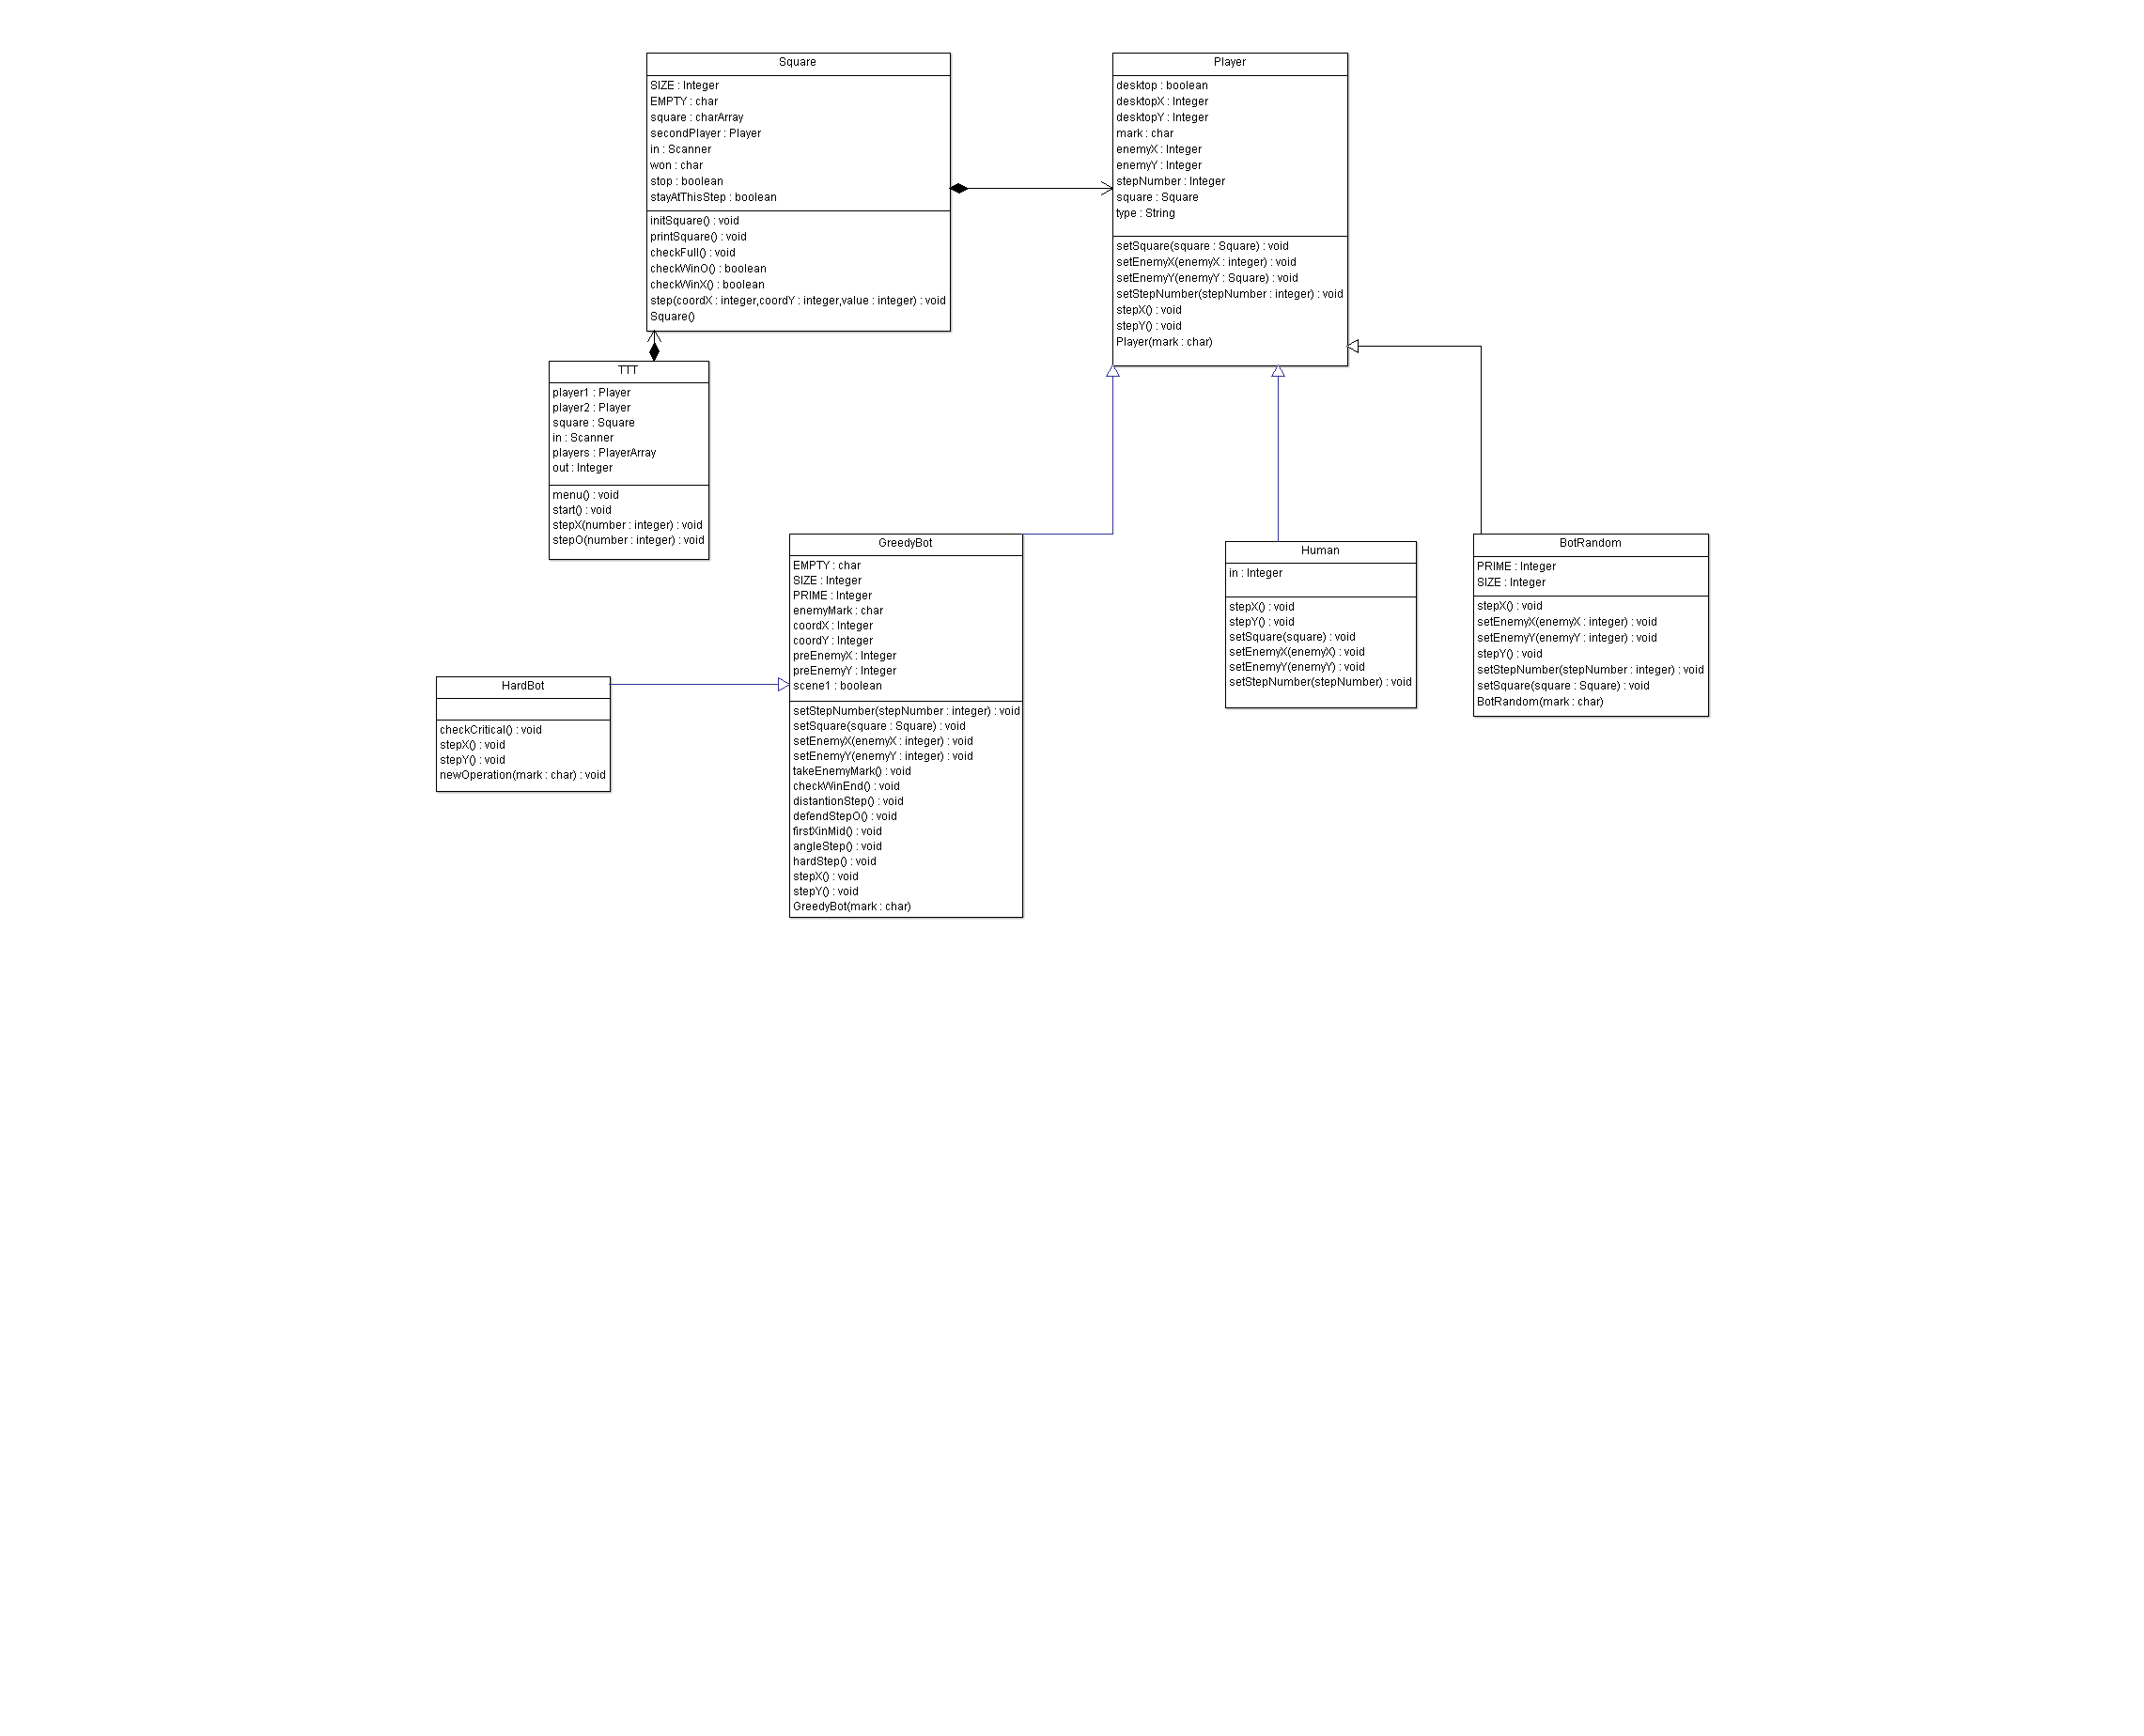 Square
SIZE : Integer
EMPTY : char
square : charArray
secondPlayer : Player
in : Scanner
won : char
stop : boolean
stayAtThisStep : boolean
initSquare() : void
printSquare() : void
checkFull() : void
checkWinO() : boolean
checkWinX() : boolean
step(coordX : integer,coordY : integer,value : integer) : void
Square()
Player
desktop : boolean
desktopX : Integer
desktopY : Integer
mark : char
enemyX : Integer
enemyY : Integer
stepNumber : Integer
square : Square
type : String
setSquare(square : Square) : void
setEnemyX(enemyX : integer) : void
setEnemyY(enemyY : Square) : void
setStepNumber(stepNumber : integer) : void
stepX() : void
stepY() : void
Player(mark : char)
TTT
player1 : Player
player2 : Player
square : Square
in : Scanner
players : PlayerArray
out : Integer
menu() : void
start() : void
stepX(number : integer) : void
stepO(number : integer) : void
GreedyBot
EMPTY : char
SIZE : Integer
PRIME : Integer
enemyMark : char
coordX : Integer
coordY : Integer
preEnemyX : Integer
preEnemyY : Integer
scene1 : boolean
setStepNumber(stepNumber : integer) : void
setSquare(square : Square) : void
setEnemyX(enemyX : integer) : void
setEnemyY(enemyY : integer) : void
takeEnemyMark() : void
checkWinEnd() : void
distantionStep() : void
defendStepO() : void
firstXinMid() : void
angleStep() : void
hardStep() : void
stepX() : void
stepY() : void
GreedyBot(mark : char)
Human
in : Integer
stepX() : void
stepY() : void
setSquare(square) : void
setEnemyX(enemyX) : void
setEnemyY(enemyY) : void
setStepNumber(stepNumber) : void
BotRandom
PRIME : Integer
SIZE : Integer
stepX() : void
setEnemyX(enemyX : integer) : void
setEnemyY(enemyY : integer) : void
stepY() : void
setStepNumber(stepNumber : integer) : void
setSquare(square : Square) : void
BotRandom(mark : char)
HardBot
checkCritical() : void
stepX() : void
stepY() : void
newOperation(mark : char) : void